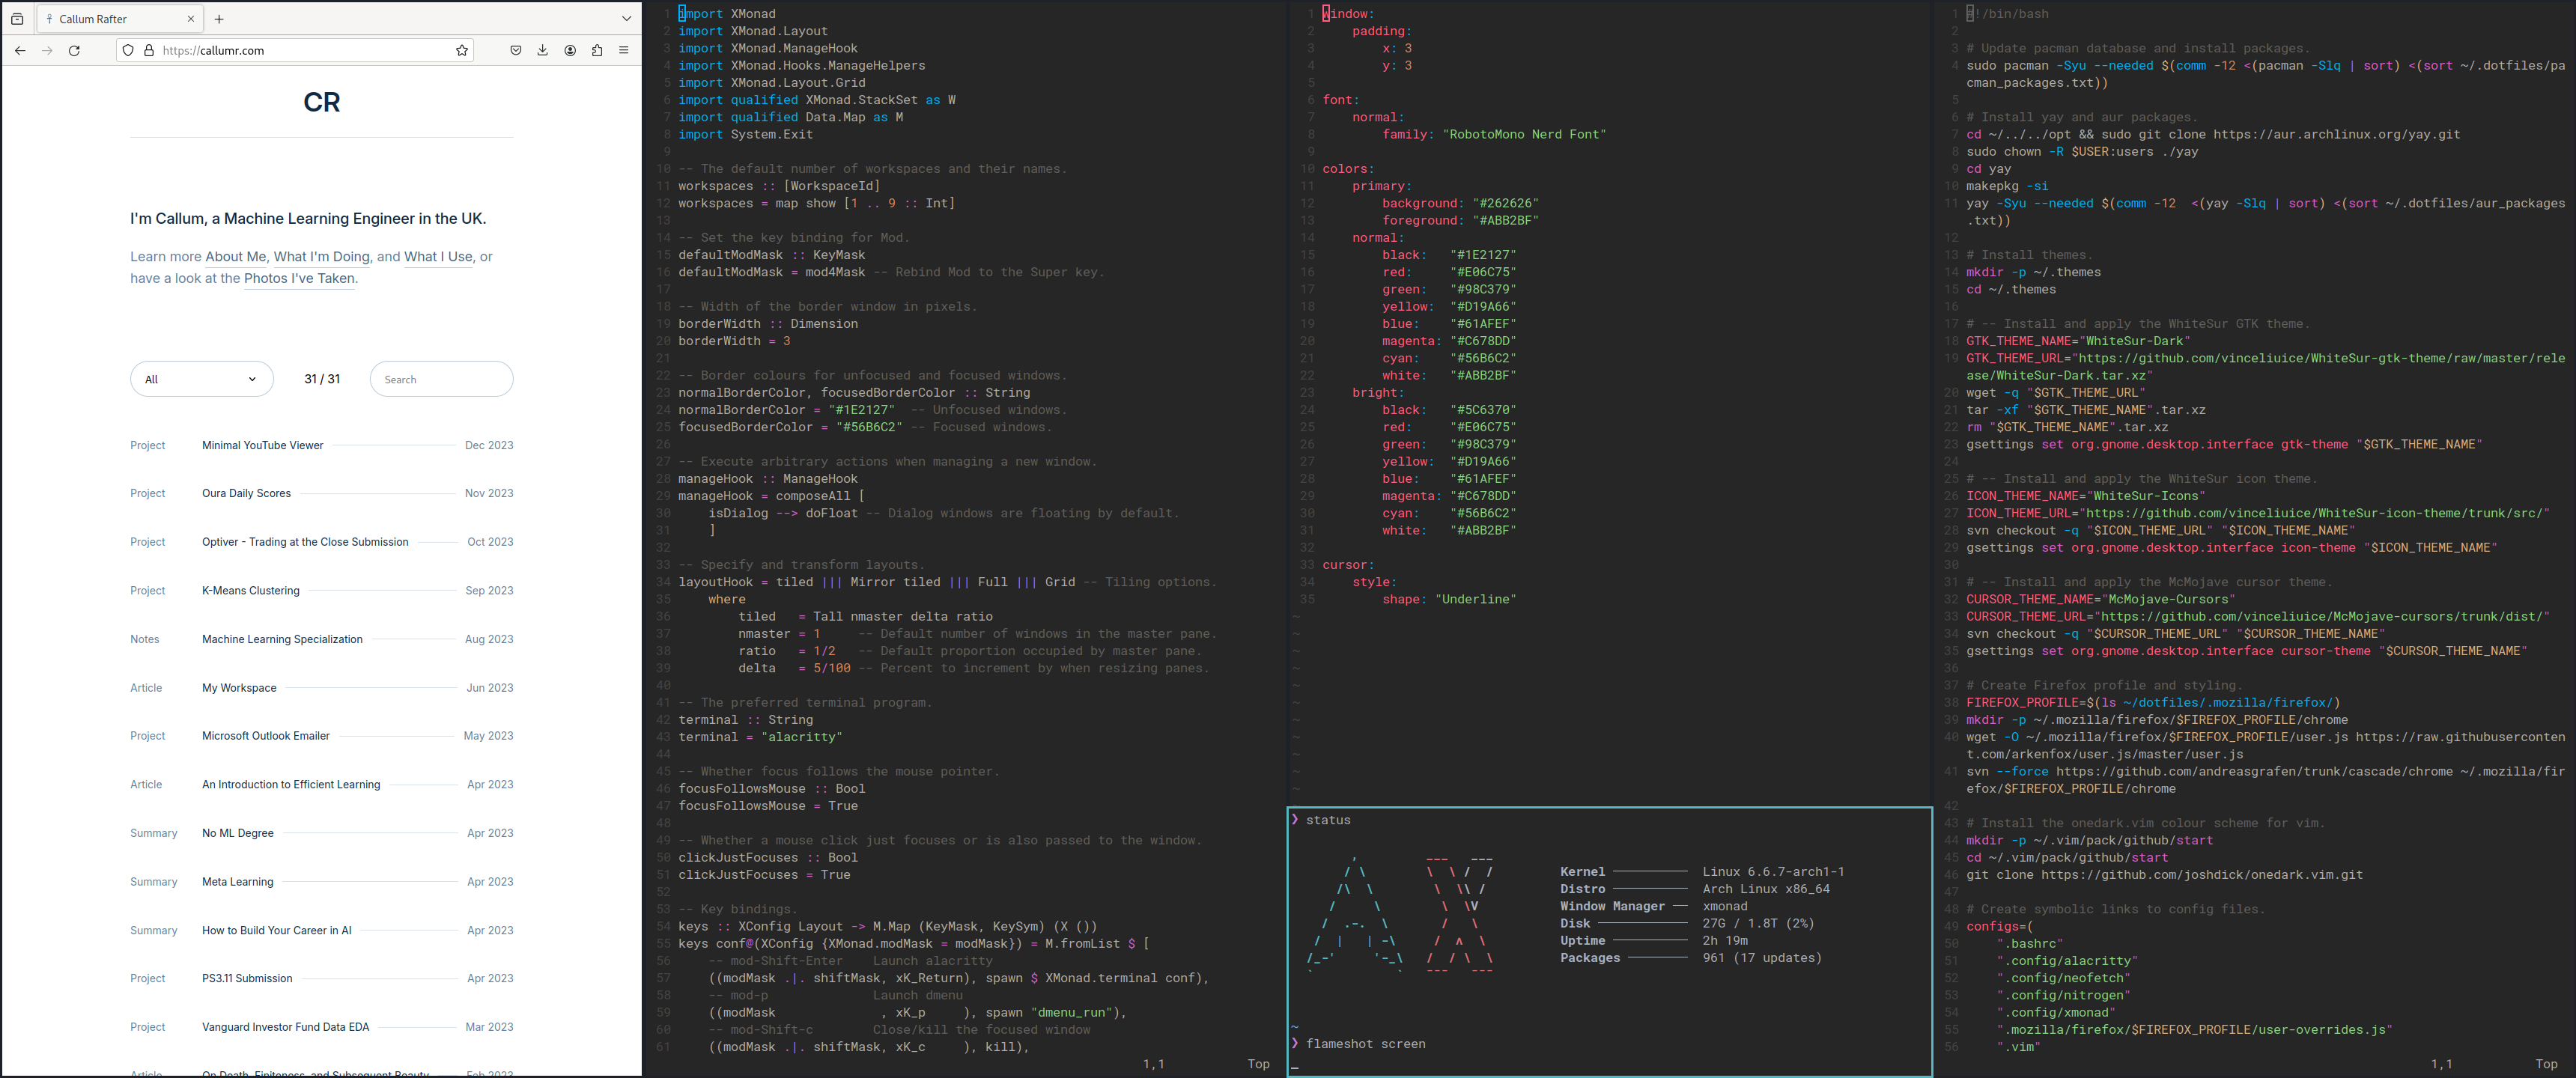 Callum Rafter
https://callumr.com
CR
I'm Callum, a Machine Learning Engineer in the UK.
Learn more About Me, What I'm Doing, and What I Use, or
have a look at the Photos I've Taken.
All
31 / 31
Search
Project Minimal YouTube Viewer Dec 2023
Project Oura Daily Scores Nov 2023
Project Optiver - Trading at the Close Submission Oct 2023
Project K-Means Clustering Sep 2023
Notes Machine Learning Specialization Aug 2023
Article My Workspace Jun 2023
Project Microsoft Outlook Emailer May 2023
Article An Introduction to Efficient Learning Apr 2023
Summary No ML Degree Apr 2023
Summary Meta Learning Apr 2023
Summary How to Build Your Career in AI Apr 2023
Project PS3.11 Submission Apr 2023
Project Vanguard Investor Fund Data EDA Mar 2023
Article On Death, Finiteness, and Subsequent Beauty Feb 2023
1 import XMonad
2 import XMonad.Layout
3 import XMonad.ManageHook
4 import XMonad.Hooks.ManageHelpers
5 import XMonad.Layout.Grid
6 import qualified XMonad.StackSet as W
7 import qualified Data.Map as M
8 import System.Exit
9
10 -- The default number of workspaces and their names.
11 workspaces :: [WorkspaceId]
12 workspaces = map show [1 .. 9 :: Int]
13
14 -- Set the key binding for Mod.
15 defaultModMask :: KeyMask
16 defaultModMask = mod4Mask -- Rebind Mod to the Super key.
17
18 -- Width of the border window in pixels.
19 borderWidth :: Dimension
20 borderWidth = 3
21
22 -- Border colours for unfocused and focused windows.
23 normalBorderColor, focusedBorderColor :: String
24 normalBorderColor = "#1E2127" -- Unfocused windows.
25 focusedBorderColor = "#56B6C2" -- Focused windows.
26
27 -- Execute arbitrary actions when managing a new window.
28 manageHook :: ManageHook
29 manageHook = composeAll [
30 isDialog --> doFloat -- Dialog windows are floating by default.
31 ]
32
33 -- Specify and transform layouts.
34 layoutHook = tiled ||| Mirror tiled ||| Full ||| Grid -- Tiling options.
35 where
36 tiled = Tall nmaster delta ratio
37 nmaster = 1 -- Default number of windows in the master pane.
38 ratio = 1/2 -- Default proportion occupied by master pane.
39 delta = 5/100 -- Percent to increment by when resizing panes.
40
41 -- The preferred terminal program.
42 terminal :: String
43 terminal = "alacritty"
44
45 -- Whether focus follows the mouse pointer.
46 focusFollowsMouse :: Bool
47 focusFollowsMouse = True
48
49 -- Whether a mouse click just focuses or is also passed to the window.
50 clickJustFocuses :: Bool
51 clickJustFocuses = True
52
53 -- Key bindings.
54 keys :: XConfig Layout -> M.Map (KeyMask, KeySym) (X ())
55 keys conf@(XConfig {XMonad.modMask = modMask}) = M.fromList $ [
56 -- mod-Shift-Enter Launch alacritty
57 ((modMask .|. shiftMask, xK_Return), spawn $ XMonad.terminal conf),
58 -- mod-p Launch dmenu
59 ((modMask , xK_p ), spawn "dmenu_run"),
60 -- mod-Shift-c Close/kill the focused window
61 ((modMask .|. shiftMask, xK_c ), kill),
1,1 Top
1 window:
2 padding:
3 x: 3
4 y: 3
5
6 font:
7 normal:
8 family: "RobotoMono Nerd Font"
9
10 colors:
11 primary:
12 background: "#262626"
13 foreground: "#ABB2BF"
14 normal:
15 black: "#1E2127"
16 red: "#E06C75"
17 green: "#98C379"
18 yellow: "#D19A66"
19 blue: "#61AFEF"
20 magenta: "#C678DD"
21 cyan: "#56B6C2"
22 white: "#ABB2BF"
23 bright:
24 black: "#5C6370"
25 red: "#E06C75"
26 green: "#98C379"
27 yellow: "#D19A66"
28 blue: "#61AFEF"
29 magenta: "#C678DD"
30 cyan: "#56B6C2"
31 white: "#ABB2BF"
32
33 cursor:
34 style:
35 shape: "Underline"
❯ status
Kernel Linux 6.6.7-arch1-1
Distro Arch Linux x86_64
Window Manager xmonad
Disk 27G / 1.8T (2%)
Uptime 2h 19m
Packages 961 (17 updates)
~
❯ flameshot screen
1 #!/bin/bash
2
3 # Update pacman database and install packages.
4 sudo pacman -Syu --needed $(comm -12 <(pacman -Slq | sort) <(sort ~/.dotfiles/pa
cman_packages.txt))
5
6 # Install yay and aur packages.
7 cd ~/../../opt && sudo git clone https://aur.archlinux.org/yay.git
8 sudo chown -R $USER:users ./yay
9 cd yay
10 makepkg -si
11 yay -Syu --needed $(comm -12 <(yay -Slq | sort) <(sort ~/.dotfiles/aur_packages
.txt))
12
13 # Install themes.
14 mkdir -p ~/.themes
15 cd ~/.themes
16
17 # -- Install and apply the WhiteSur GTK theme.
18 GTK_THEME_NAME="WhiteSur-Dark"
19 GTK_THEME_URL="https://github.com/vinceliuice/WhiteSur-gtk-theme/raw/master/rele
ase/WhiteSur-Dark.tar.xz"
20 wget -q "$GTK_THEME_URL"
21 tar -xf "$GTK_THEME_NAME".tar.xz
22 rm "$GTK_THEME_NAME".tar.xz
23 gsettings set org.gnome.desktop.interface gtk-theme "$GTK_THEME_NAME"
24
25 # -- Install and apply the WhiteSur icon theme.
26 ICON_THEME_NAME="WhiteSur-Icons"
27 ICON_THEME_URL="https://github.com/vinceliuice/WhiteSur-icon-theme/trunk/src/"
28 svn checkout -q "$ICON_THEME_URL" "$ICON_THEME_NAME"
29 gsettings set org.gnome.desktop.interface icon-theme "$ICON_THEME_NAME"
30
31 # -- Install and apply the McMojave cursor theme.
32 CURSOR_THEME_NAME="McMojave-Cursors"
33 CURSOR_THEME_URL="https://github.com/vinceliuice/McMojave-cursors/trunk/dist/"
34 svn checkout -q "$CURSOR_THEME_URL" "$CURSOR_THEME_NAME"
35 gsettings set org.gnome.desktop.interface cursor-theme "$CURSOR_THEME_NAME"
36
37 # Create Firefox profile and styling.
38 FIREFOX_PROFILE=$(ls ~/dotfiles/.mozilla/firefox/)
39 mkdir -p ~/.mozilla/firefox/$FIREFOX_PROFILE/chrome
40 wget -O ~/.mozilla/firefox/$FIREFOX_PROFILE/user.js https://raw.githubuserconten
t.com/arkenfox/user.js/master/user.js
41 svn --force https://github.com/andreasgrafen/trunk/cascade/chrome ~/.mozilla/fir
efox/$FIREFOX_PROFILE/chrome
42
43 # Install the onedark.vim colour scheme for vim.
44 mkdir -p ~/.vim/pack/github/start
45 cd ~/.vim/pack/github/start
46 git clone https://github.com/joshdick/onedark.vim.git
47
48 # Create symbolic links to config files.
49 configs=(
50 ".bashrc"
51 ".config/alacritty"
52 ".config/neofetch"
53 ".config/nitrogen"
54 ".config/xmonad"
55 ".mozilla/firefox/$FIREFOX_PROFILE/user-overrides.js"
56 ".vim"
1,1 Top